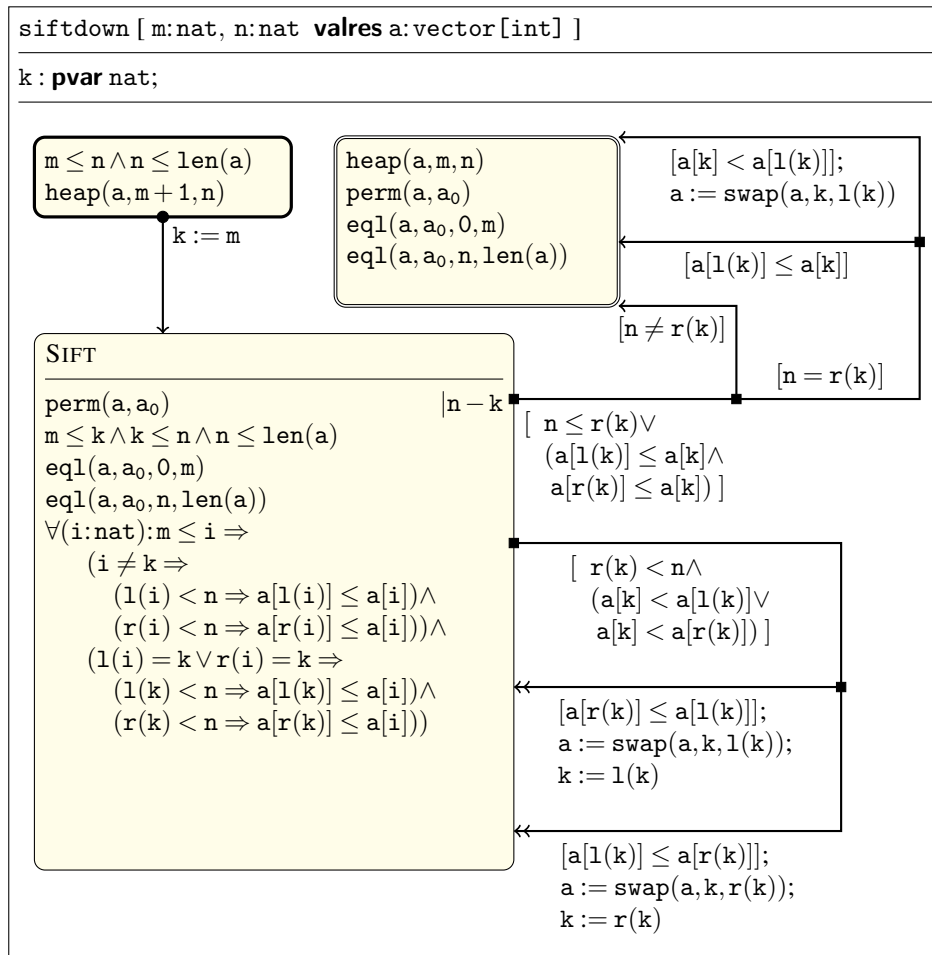 siftdown [ m:nat, n:nat valres a:vector[int] ]
k : pvar nat;
m ≤ n ∧ n ≤ len(a)
heap(a,m+1,n)
k := m
heap(a,m,n)
perm(a,a₀)
eql(a,a₀,0,m)
eql(a,a₀,n,len(a))
[a[k] < a[l(k)]];
a := swap(a,k,l(k))
[a[l(k)] ≤ a[k]]
[n ≠ r(k)]
[n = r(k)]
SIFT
perm(a,a₀) |n−k
m ≤ k ∧ k ≤ n ∧ n ≤ len(a)
eql(a,a₀,0,m)
eql(a,a₀,n,len(a))
∀(i:nat):m ≤ i ⇒
(i ≠ k ⇒
(l(i) < n ⇒ a[l(i)] ≤ a[i])∧
(r(i) < n ⇒ a[r(i)] ≤ a[i]))∧
(l(i) = k ∨ r(i) = k ⇒
(l(k) < n ⇒ a[l(k)] ≤ a[i])∧
(r(k) < n ⇒ a[r(k)] ≤ a[i]))
[ n ≤ r(k)∨
(a[l(k)] ≤ a[k]∧
a[r(k)] ≤ a[k]) ]
[ r(k) < n∧
(a[k] < a[l(k)]∨
a[k] < a[r(k)]) ]
[a[r(k)] ≤ a[l(k)]];
a := swap(a,k,l(k));
k := l(k)
[a[l(k)] ≤ a[r(k)]];
a := swap(a,k,r(k));
k := r(k)